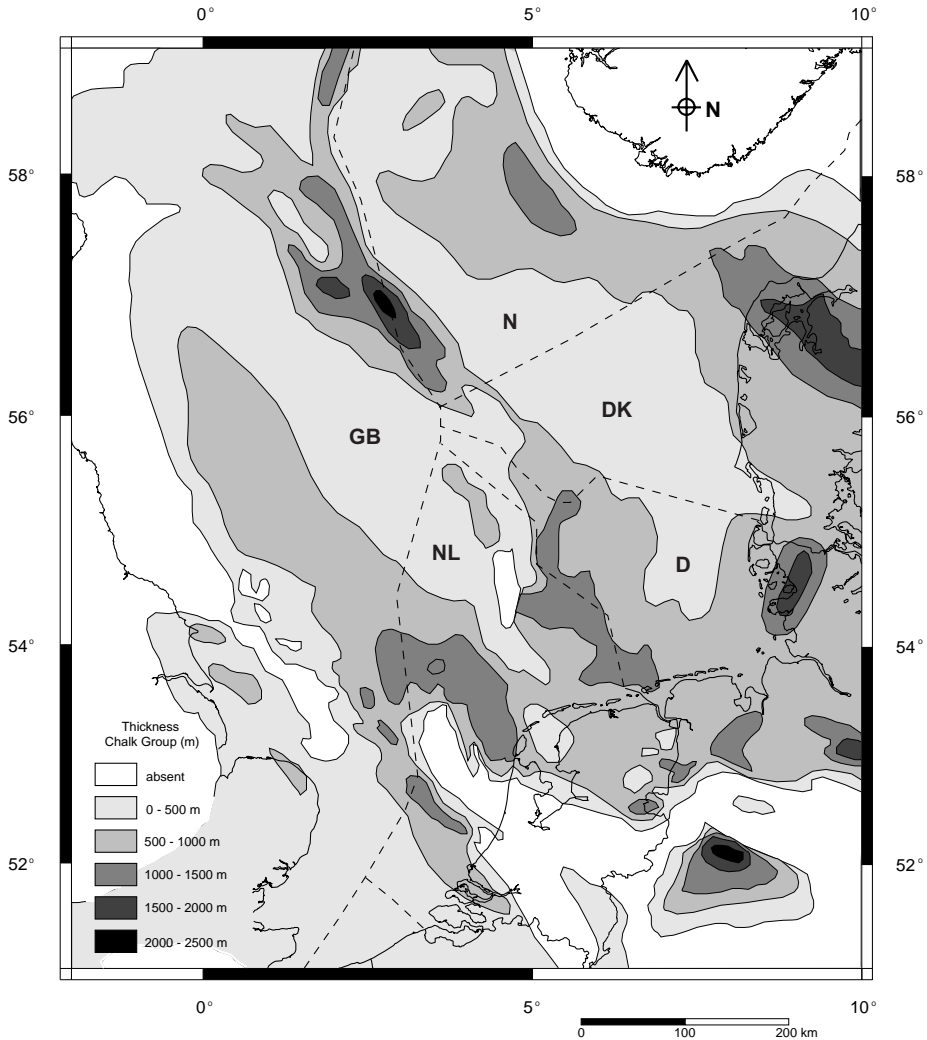 0° 5° 10°
N
58° 58°
N
DK
56° 56°
GB
NL
D
54° 54°
Thickness
Chalk Group (m)
absent
0 - 500 m
500 - 1000 m
1000 - 1500 m
52° 52°
1500 - 2000 m
2000 - 2500 m
0° 5° 10°
0 100 200 km